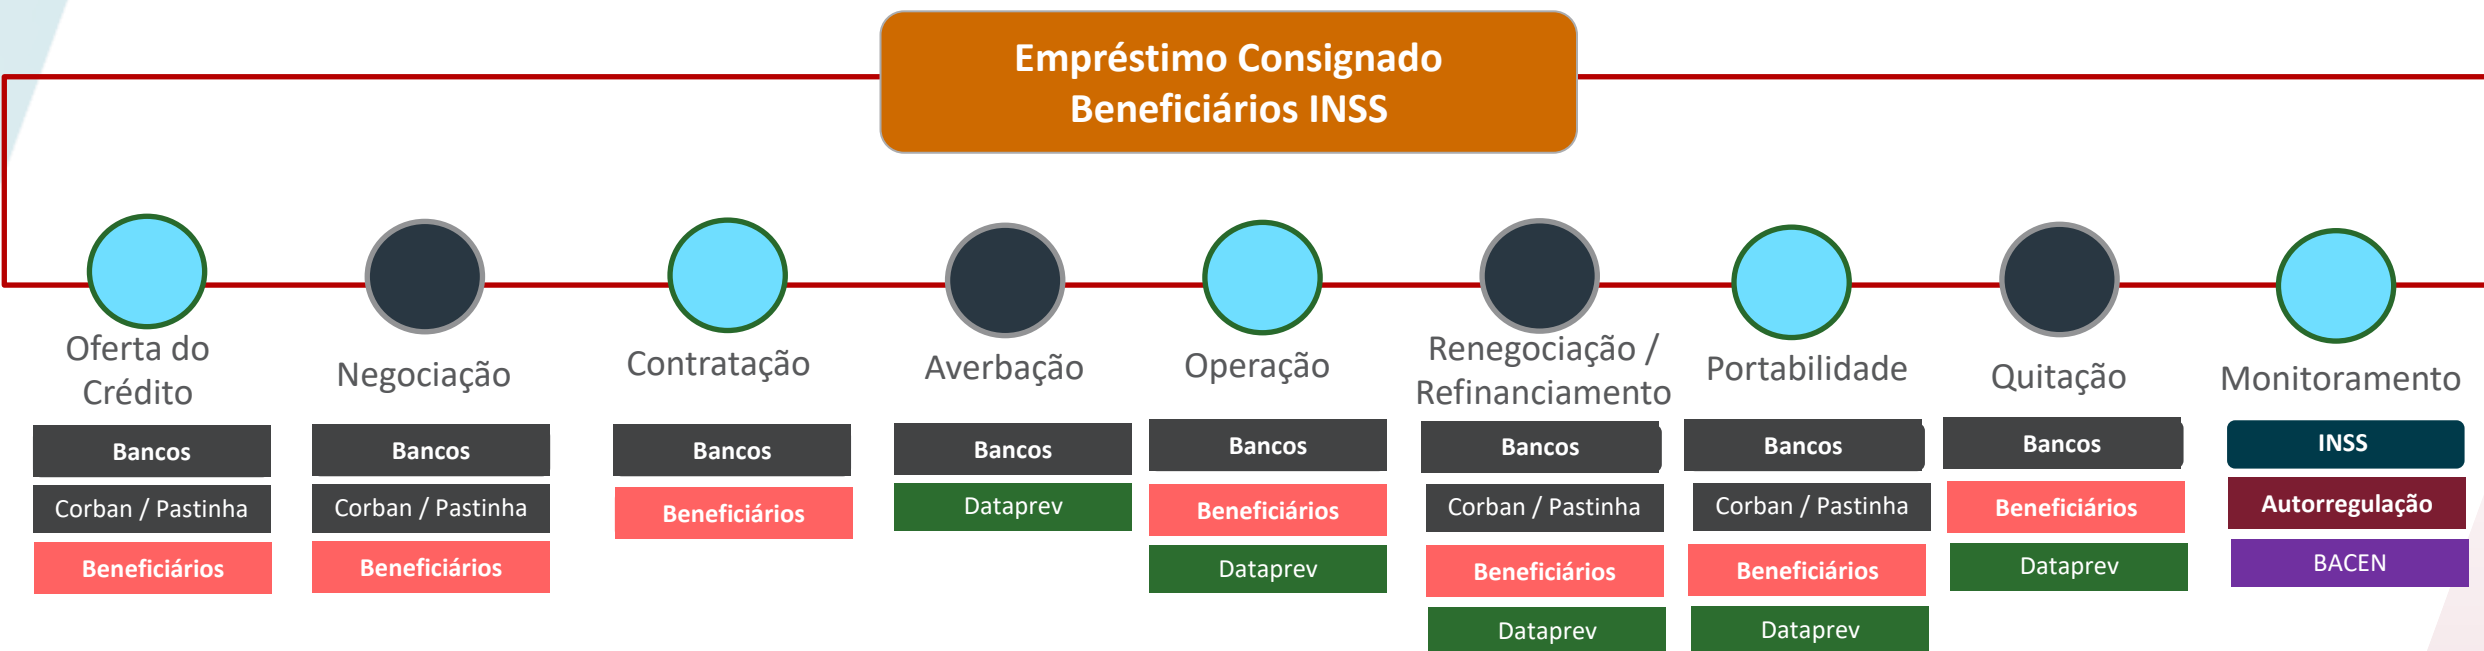 Empréstimo Consignado
Beneficiários INSS
Oferta do
Crédito
Bancos
Corban / Pastinha
Beneficiários
Negociação
Bancos
Corban / Pastinha
Beneficiários
Contratação
Bancos
Beneficiários
Averbação
Bancos
Dataprev
Operação
Bancos
Beneficiários
Dataprev
Renegociação /
Refinanciamento
Bancos
Corban / Pastinha
Beneficiários
Dataprev
Portabilidade
Bancos
Corban / Pastinha
Beneficiários
Dataprev
Quitação
Bancos
Beneficiários
Dataprev
Monitoramento
INSS
Autorregulação
BACEN